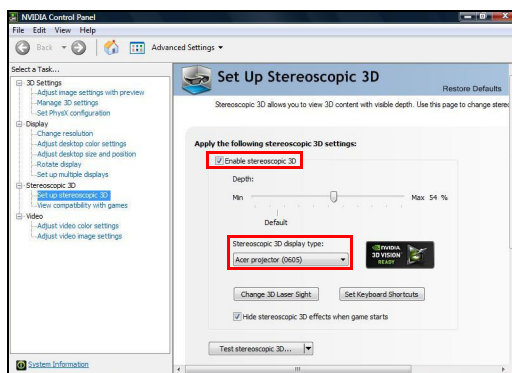 NVIDIA Control Panel
File Edit View Help
Back Advanced Settings
Select a Task...
3D Settings
Adjust image settings with preview
Manage 3D settings
Set PhysX configuration
Display
Change resolution
Adjust desktop color settings
Adjust desktop size and position
Rotate display
Set up multiple displays
Stereoscopic 3D
Set up stereoscopic 3D
View compatibility with games
Video
Adjust video color settings
Adjust video image settings
System Information
Set Up Stereoscopic 3D
Restore Defaults
Stereoscopic 3D allows you to view 3D content with visible depth. Use this page to change stere
Apply the following stereoscopic 3D settings:
Enable stereoscopic 3D
Depth:
Min Max 54 %
Default
Stereoscopic 3D display type:
Acer projector (0605)
NVIDIA
3D VISION
READY
Change 3D Laser Sight Set Keyboard Shortcuts
Hide stereoscopic 3D effects when game starts
Test stereoscopic 3D...